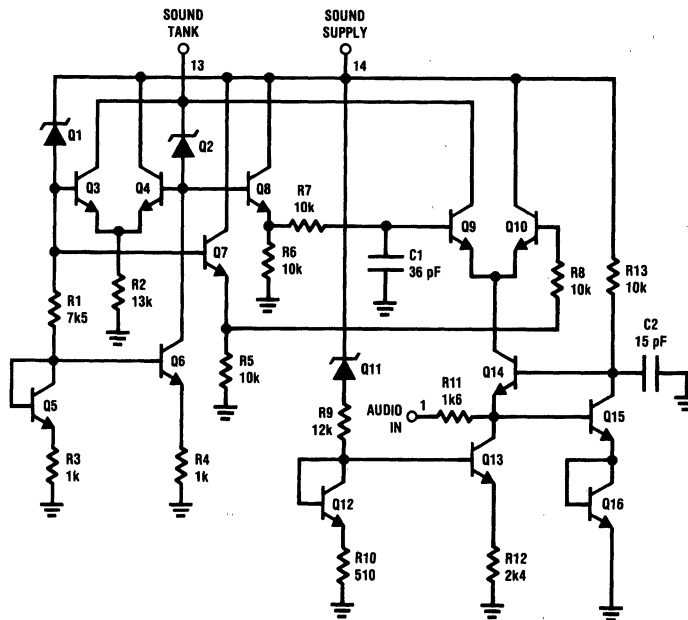 SOUND
TANK
SOUND
SUPPLY
13
14
Q1
Q2
Q3
Q4
Q8
R7
10k
Q9
Q10
R6
10k
C1
36 pF
R8
10k
R13
10k
Q7
R2
13k
R1
7k5
C2
15 pF
R5
10k
Q6
Q11
Q14
R11
1k6
AUDIO
IN
1
Q5
R9
12k
Q15
R3
1k
R4
1k
Q13
Q12
Q16
R10
510
R12
2k4